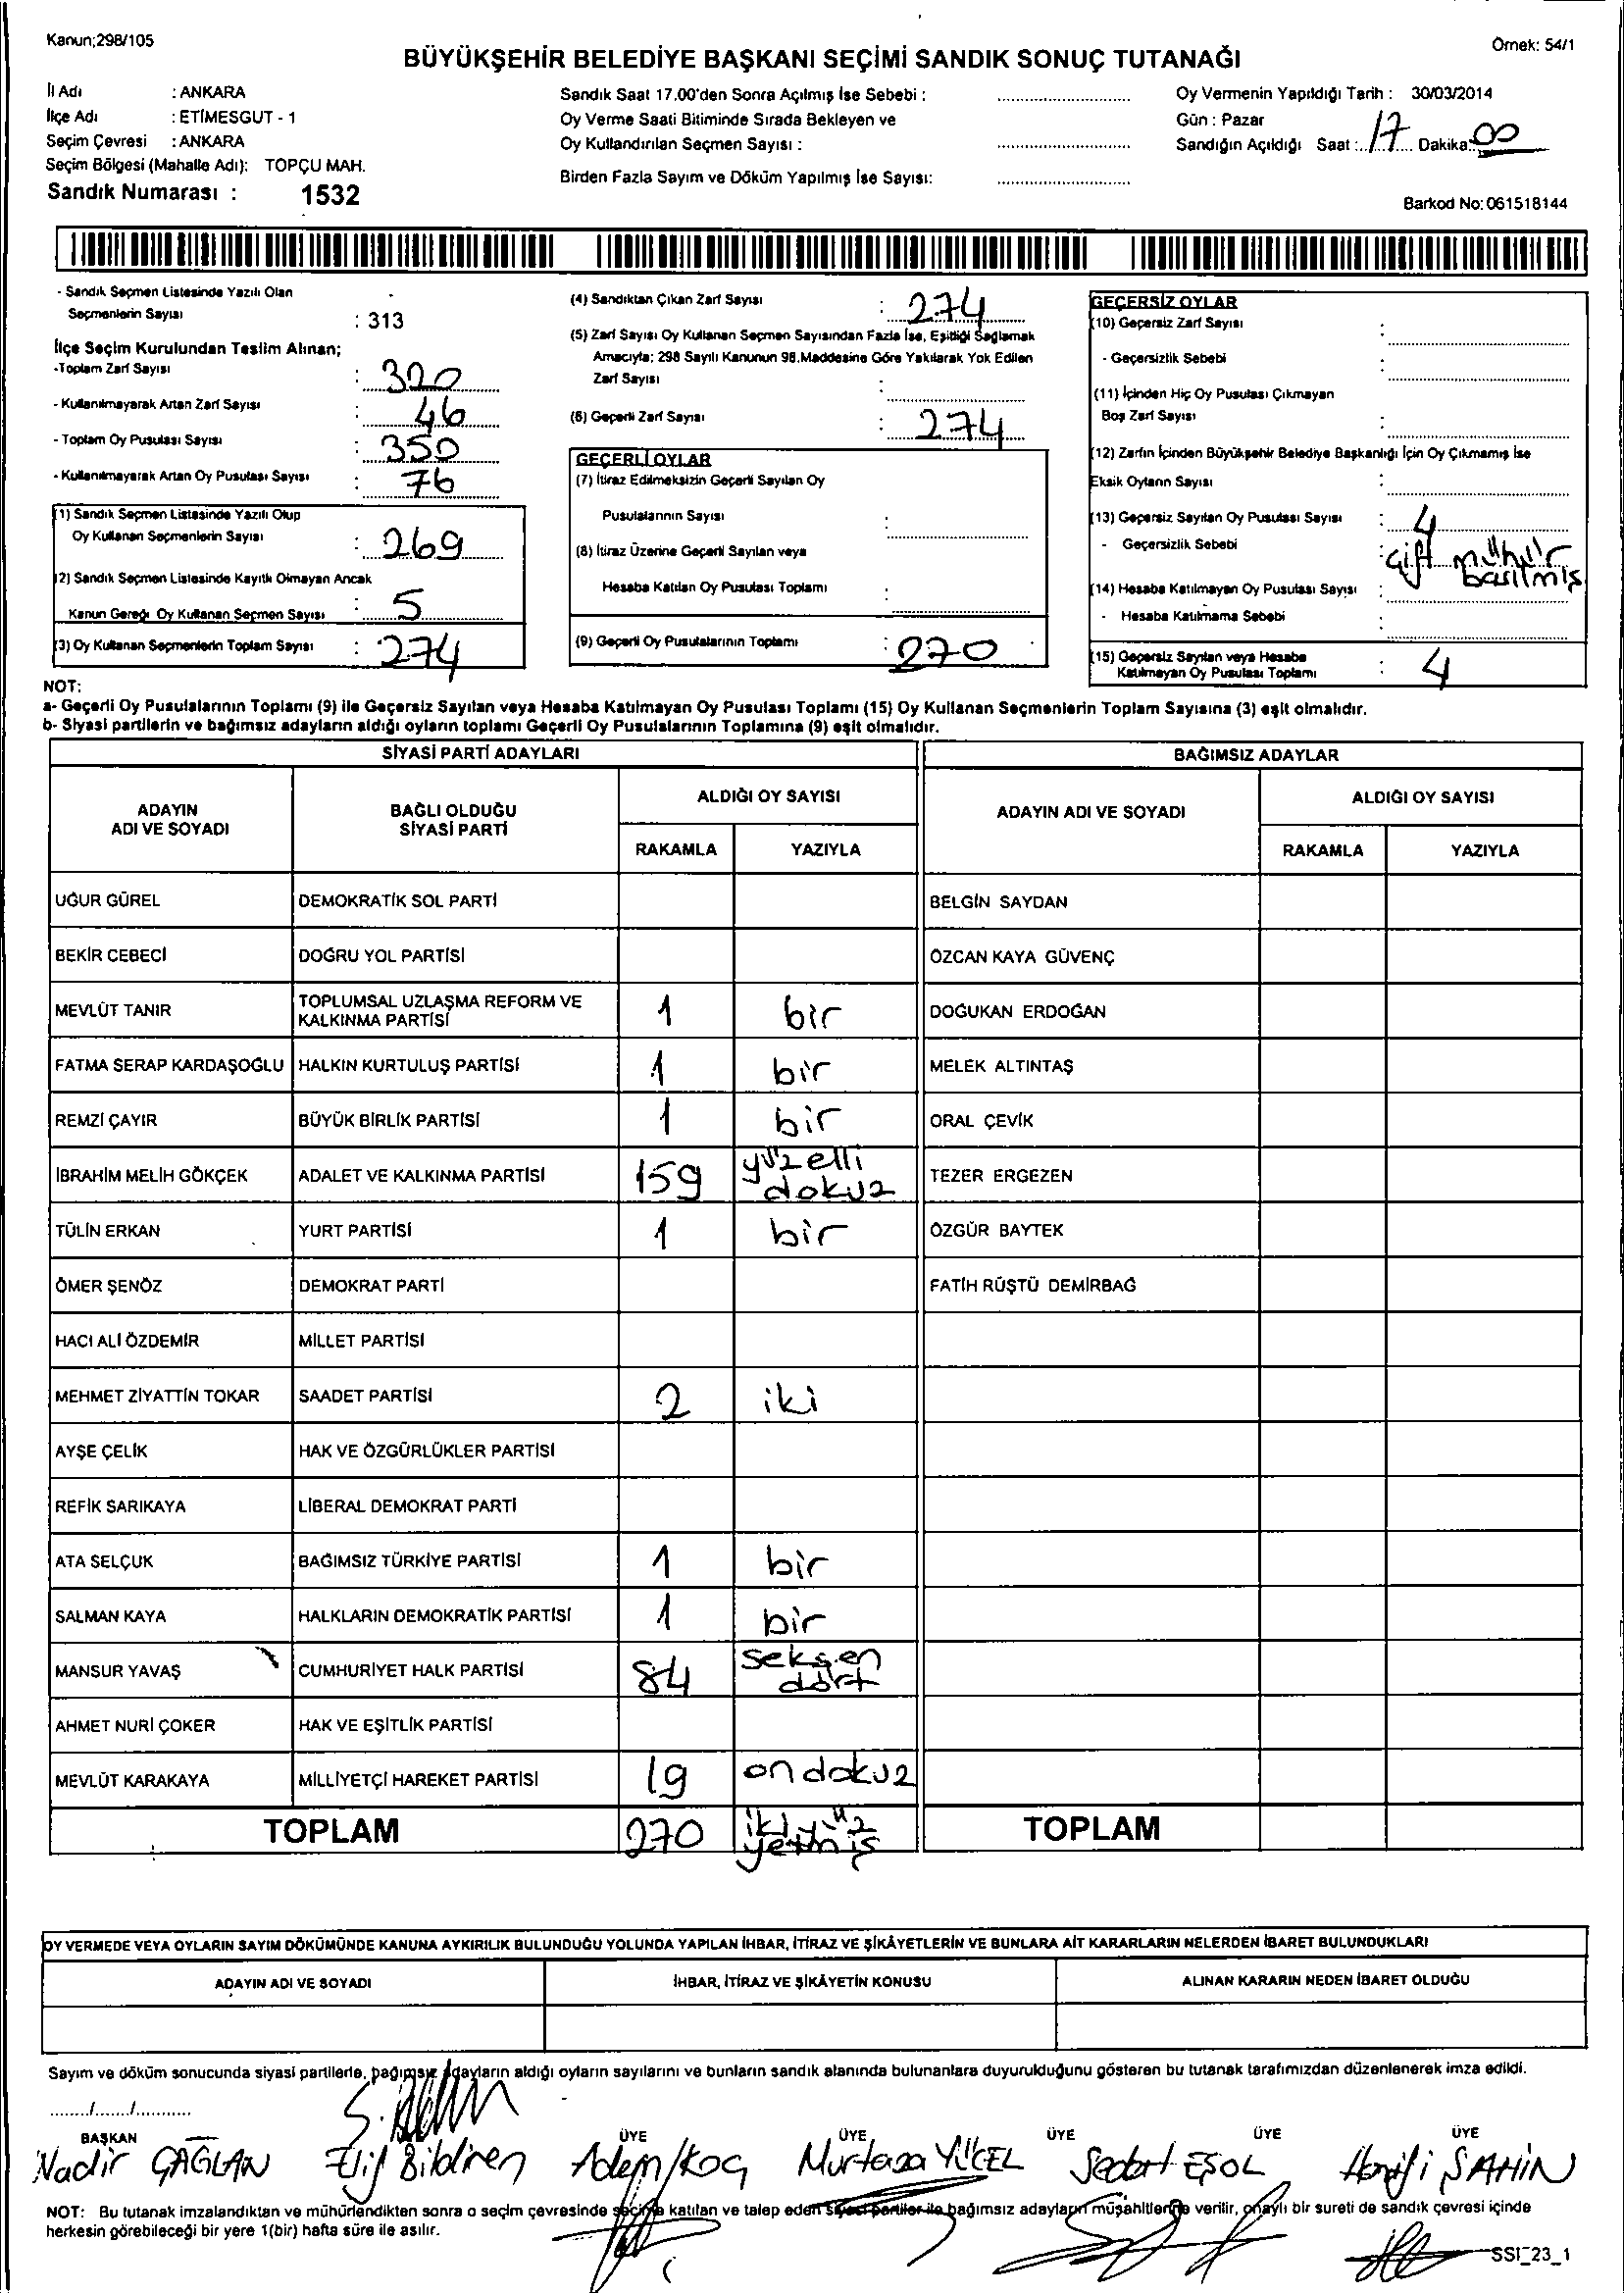 Kanun;298/105
Örnek: 54/1
BÜYÜKŞEHİR BELEDİYE BAŞKANI SEÇİMİ SANDIK SONUÇ TUTANAĞI
İl Adı : ANKARA
İlçe Adı : ETİMESGUT - 1
Seçim Çevresi : ANKARA
Seçim Bölgesi (Mahalle Adı): TOPÇU MAH.
Sandık Numarası : 1532
Sandık Saat 17.00'den Sonra Açılmış İse Sebebi :
Oy Verme Saati Bitiminde Sırada Bekleyen ve
Oy Kullandırılan Seçmen Sayısı :
Birden Fazla Sayım ve Döküm Yapılmış İse Sayısı:
Oy Vermenin Yapıldığı Tarih : 30/03/2014
Gün : Pazar
Sandığın Açıldığı Saat : 17 Dakika: 00
Barkod No: 061518144
- Sandık Seçmen Listesinde Yazılı Olan
Seçmenlerin Sayısı : 313
İlçe Seçim Kurulundan Teslim Alınan;
-Toplam Zarf Sayısı : 320
- Kullanılmayarak Artan Zarf Sayısı : 46
- Toplam Oy Pusulası Sayısı : 350
- Kullanılmayarak Artan Oy Pusulası Sayısı : 76
(1) Sandık Seçmen Listesinde Yazılı Olup
Oy Kullanan Seçmenlerin Sayısı : 269
(2) Sandık Seçmen Listesinde Kayıtlı Olmayan Ancak
Kanun Gereği Oy Kullanan Seçmen Sayısı : 5
(3) Oy Kullanan Seçmenlerin Toplam Sayısı : 274
(4) Sandıktan Çıkan Zarf Sayısı : 274
(5) Zarf Sayısı Oy Kullanan Seçmen Sayısından Fazla İse, Eşitliği Sağlamak
Amacıyla; 298 Sayılı Kanunun 98.Maddesine Göre Yakılarak Yok Edilen
Zarf Sayısı :
(6) Geçerli Zarf Sayısı : 274
GEÇERLİ OYLAR
(7) İtiraz Edilmeksizin Geçerli Sayılan Oy
Pusulalarının Sayısı :
(8) İtiraz Üzerine Geçerli Sayılan veya
Hesaba Katılan Oy Pusulası Toplamı :
(9) Geçerli Oy Pusulalarının Toplamı : 270
GEÇERSİZ OYLAR
(10) Geçersiz Zarf Sayısı :
- Geçersizlik Sebebi :
(11) İçinden Hiç Oy Pusulası Çıkmayan
Boş Zarf Sayısı :
(12) Zarfın İçinden Büyükşehir Belediye Başkanlığı İçin Oy Çıkmamış İse
Eksik Oyların Sayısı :
(13) Geçersiz Sayılan Oy Pusulası Sayısı : 4
- Geçersizlik Sebebi : Çift mühür
basılmış
(14) Hesaba Katılmayan Oy Pusulası Sayısı :
- Hesaba Katılmama Sebebi :
(15) Geçersiz Sayılan veya Hesaba
Katılmayan Oy Pusulası Toplamı : 4
NOT:
a- Geçerli Oy Pusulalarının Toplamı (9) ile Geçersiz Sayılan veya Hesaba Katılmayan Oy Pusulası Toplamı (15) Oy Kullanan Seçmenlerin Toplam Sayısına (3) eşit olmalıdır.
b- Siyasi partilerin ve bağımsız adayların aldığı oyların toplamı Geçerli Oy Pusulalarının Toplamına (9) eşit olmalıdır.
SİYASİ PARTİ ADAYLARI
BAĞIMSIZ ADAYLAR
ADAYIN
ADI VE SOYADI
BAĞLI OLDUĞU
SİYASİ PARTİ
ALDIĞI OY SAYISI
RAKAMLA YAZIYLA
ADAYIN ADI VE SOYADI
ALDIĞI OY SAYISI
RAKAMLA YAZIYLA
UĞUR GÜREL DEMOKRATİK SOL PARTİ BELGİN SAYDAN
BEKİR CEBECİ DOĞRU YOL PARTİSİ ÖZCAN KAYA GÜVENÇ
MEVLÜT TANIR TOPLUMSAL UZLAŞMA REFORM VE
KALKINMA PARTİSİ 1 bir DOĞUKAN ERDOĞAN
FATMA SERAP KARDAŞOĞLU HALKIN KURTULUŞ PARTİSİ 1 bir MELEK ALTINTAŞ
REMZİ ÇAYIR BÜYÜK BİRLİK PARTİSİ 1 bir ORAL ÇEVİK
İBRAHİM MELİH GÖKÇEK ADALET VE KALKINMA PARTİSİ 159 yüzelli
dokuz TEZER ERGEZEN
TÜLİN ERKAN YURT PARTİSİ 1 bir ÖZGÜR BAYTEK
ÖMER ŞENÖZ DEMOKRAT PARTİ FATİH RÜŞTÜ DEMİRBAĞ
HACI ALİ ÖZDEMİR MİLLET PARTİSİ
MEHMET ZİYATTİN TOKAR SAADET PARTİSİ 2 iki
AYŞE ÇELİK HAK VE ÖZGÜRLÜKLER PARTİSİ
REFİK SARIKAYA LİBERAL DEMOKRAT PARTİ
ATA SELÇUK BAĞIMSIZ TÜRKİYE PARTİSİ 1 bir
SALMAN KAYA HALKLARIN DEMOKRATİK PARTİSİ 1 bir
MANSUR YAVAŞ CUMHURİYET HALK PARTİSİ 84 seksen
dört
AHMET NURİ ÇOKER HAK VE EŞİTLİK PARTİSİ
MEVLÜT KARAKAYA MİLLİYETÇİ HAREKET PARTİSİ 19 on dokuz
TOPLAM 270 iki yüz
yetmiş TOPLAM
OY VERMEDE VEYA OYLARIN SAYIM DÖKÜMÜNDE KANUNA AYKIRILIK BULUNDUĞU YOLUNDA YAPILAN İHBAR, İTİRAZ VE ŞİKÂYETLERİN VE BUNLARA AİT KARARLARIN NELERDEN İBARET BULUNDUKLARI
ADAYIN ADI VE SOYADI İHBAR, İTİRAZ VE ŞİKÂYETİN KONUSU ALINAN KARARIN NEDEN İBARET OLDUĞU
Sayım ve döküm sonucunda siyasi partilerle, bağımsız adayların aldığı oyların sayılarını ve bunların sandık alanında bulunanlara duyurulduğunu gösteren bu tutanak tarafımızdan düzenlenerek imza edildi.
......../......./...........
BAŞKAN ÜYE ÜYE ÜYE ÜYE ÜYE
Nadir ÇAĞLAN Elif Bildiren Adem KOÇ Murtaza YÜCEL Sedat EŞOL Hanifi ŞAHİN
NOT: Bu tutanak imzalandıktan ve mühürlendikten sonra o seçim çevresinde seçime katılan ve talep eden siyasi partiler ile bağımsız adayların müşahitlerine verilir, onaylı bir sureti de sandık çevresi içinde
herkesin görebileceği bir yere 1(bir) hafta süre ile asılır.
SSI_23_1